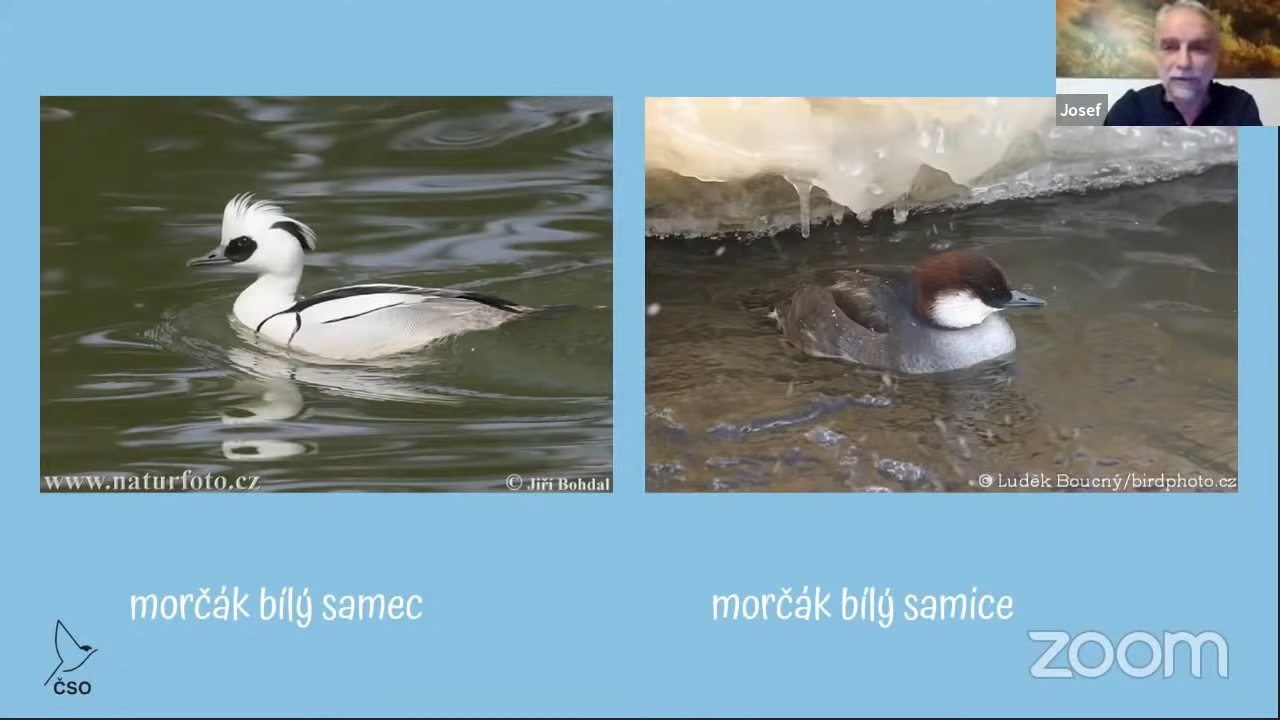 Josef
www.naturfoto.cz
© Jiří Bohdal
© Luděk Boucný/birdphoto.cz
morčák bílý samec
morčák bílý samice
zoom
ČSO